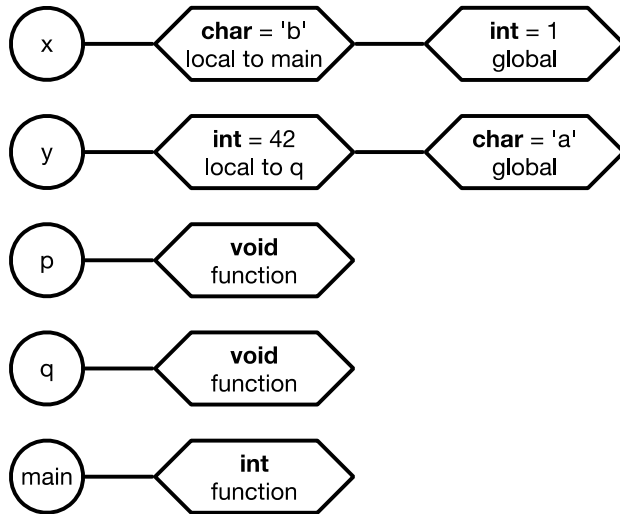 x
char = 'b'
local to main
int = 1
global
y
int = 42
local to q
char = 'a'
global
p
void
function
q
void
function
main
int
function